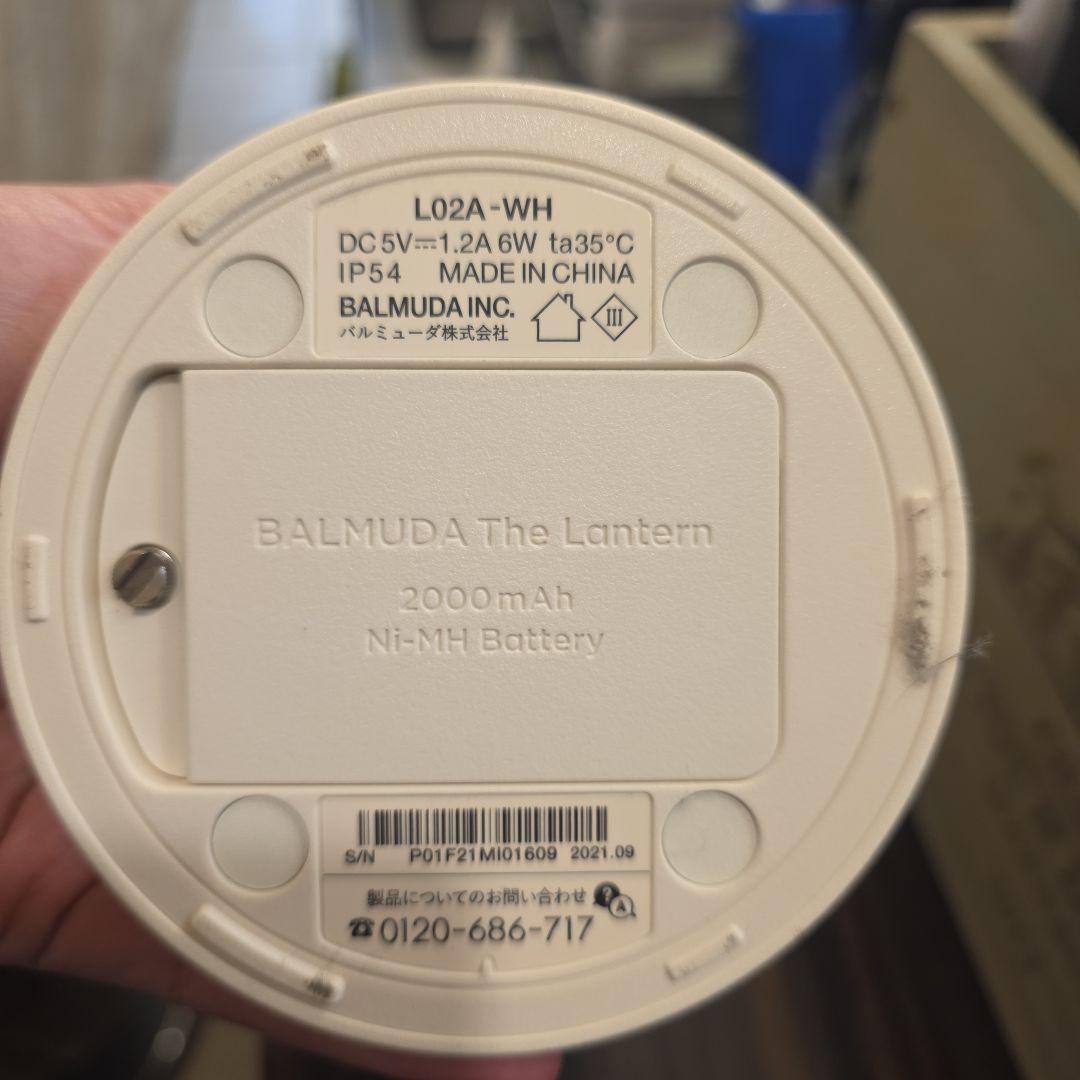 L02A-WH
DC 5V⎓1.2A 6W ta35°C
IP54 MADE IN CHINA
BALMUDA INC.
バルミューダ株式会社
III
BALMUDA The Lantern
2000mAh
Ni-MH Battery
S/N P01F21MI01609 2021.09
製品についてのお問い合わせ ? A
☎0120-686-717